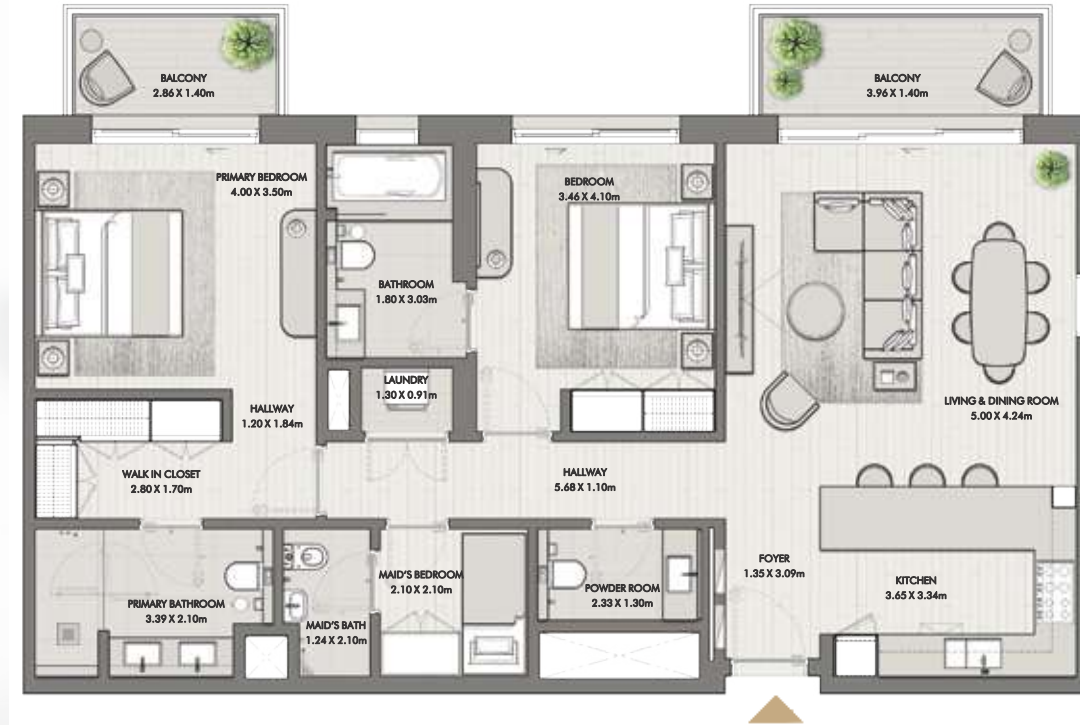 BALCONY
2.86 X 1.40m
BALCONY
3.96 X 1.40m
PRIMARY BEDROOM
4.00 X 3.50m
BEDROOM
3.46 X 4.10m
BATHROOM
1.80 X 3.03m
LAUNDRY
1.30 X 0.91m
HALLWAY
1.20 X 1.84m
LIVING & DINING ROOM
5.00 X 4.24m
WALK IN CLOSET
2.80 X 1.70m
HALLWAY
5.68 X 1.10m
FOYER
1.35 X 3.09m
MAID'S BEDROOM
2.10 X 2.10m
POWDER ROOM
2.33 X 1.30m
KITCHEN
3.65 X 3.34m
PRIMARY BATHROOM
3.39 X 2.10m
MAID'S BATH
1.24 X 2.10m